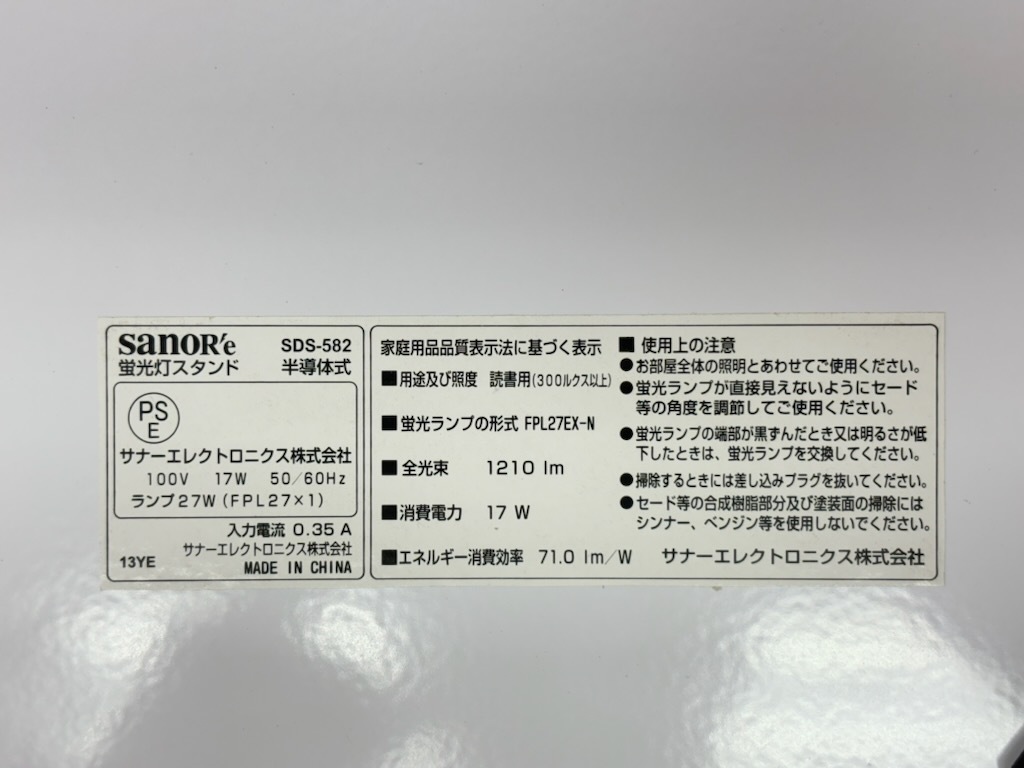 sanoR'e SDS-582
蛍光灯スタンド 半導体式
PS
E
サナーエレクトロニクス株式会社
100V 17W 50/60Hz
ランプ27W(FPL27×1)
入力電流 0.35A
サナーエレクトロニクス株式会社
13YE MADE IN CHINA
家庭用品品質表示法に基づく表示
■用途及び照度 読書用(300ルクス以上)
■蛍光ランプの形式 FPL27EX-N
■全光束 1210 lm
■消費電力 17 W
■エネルギー消費効率 71.0 lm/W
■ 使用上の注意
●お部屋全体の照明とあわせてご使用ください。
●蛍光ランプが直接見えないようにセード
等の角度を調節してご使用ください。
●蛍光ランプの端部が黒ずんだとき又は明るさが低
下したときは、蛍光ランプを交換してください。
●掃除するときには差し込みプラグを抜いてください。
●セード等の合成樹脂部分及び塗装面の掃除には
シンナー、ベンジン等を使用しないでください。
サナーエレクトロニクス株式会社